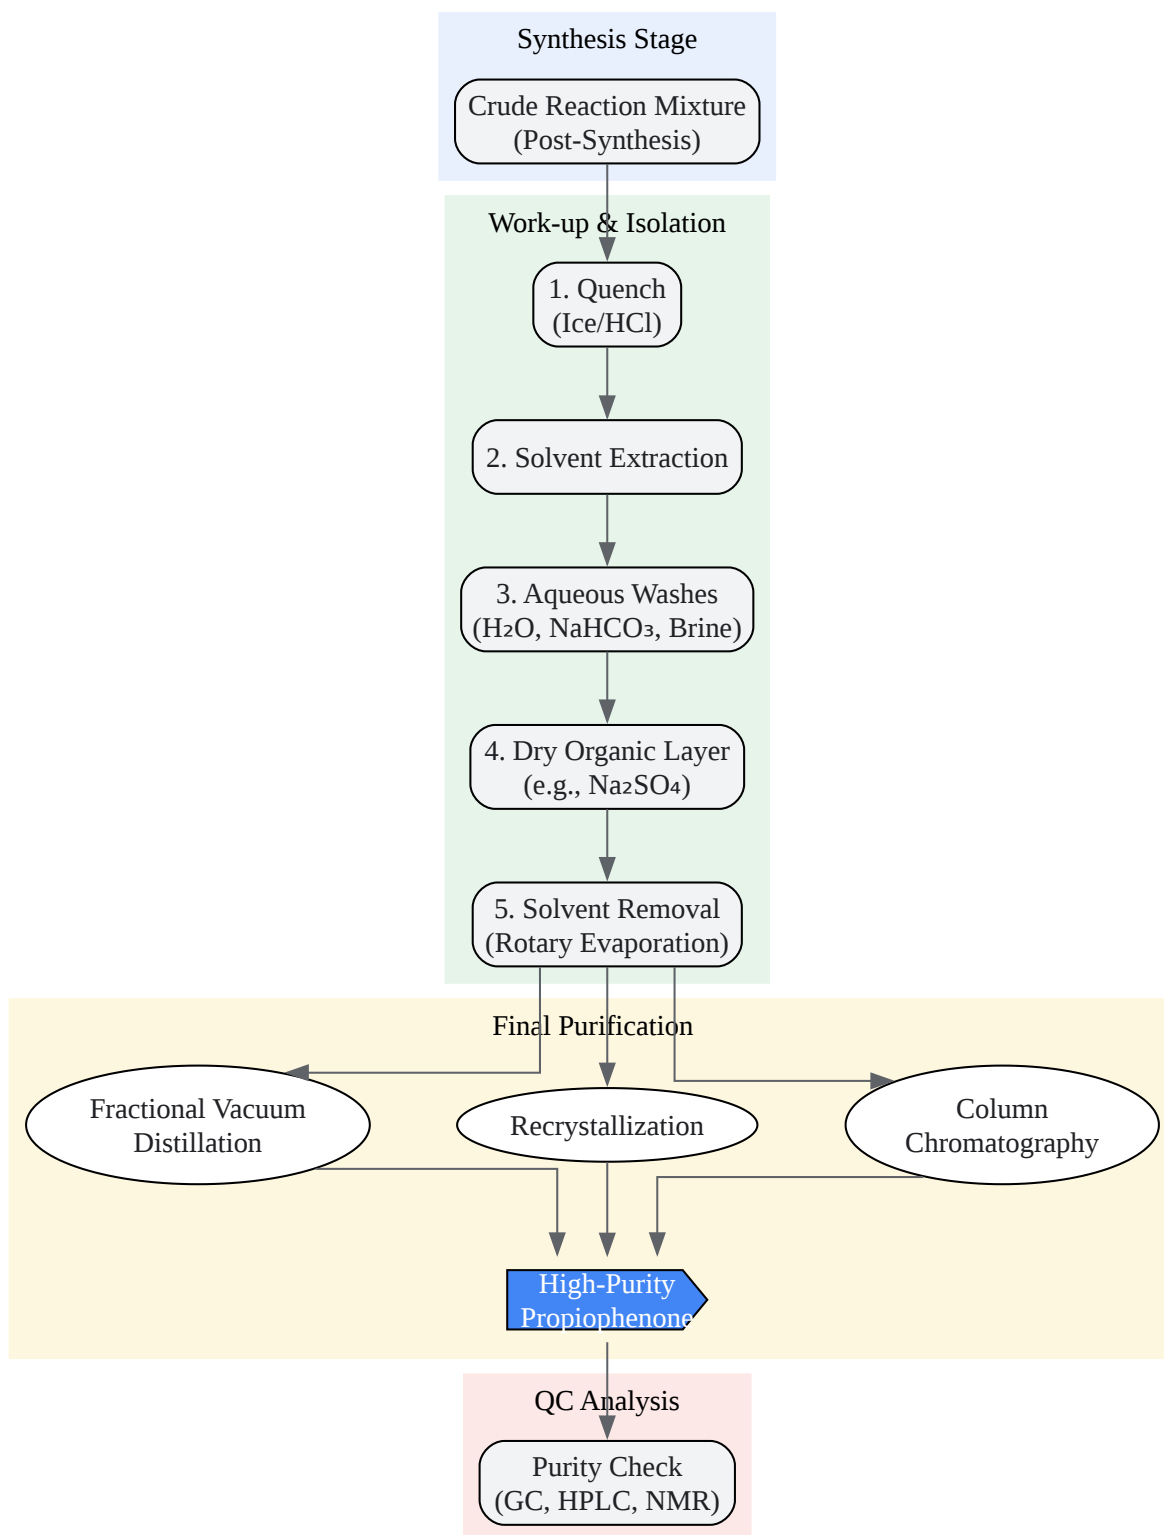 Synthesis Stage
Crude Reaction Mixture
(Post-Synthesis)
Work-up & Isolation
1. Quench
(Ice/HCl)
2. Solvent Extraction
3. Aqueous Washes
(H₂O, NaHCO₃, Brine)
4. Dry Organic Layer
(e.g., Na₂SO₄)
5. Solvent Removal
(Rotary Evaporation)
Final Purification
Fractional Vacuum
Distillation
Recrystallization
Column
Chromatography
High-Purity
Propiophenone
QC Analysis
Purity Check
(GC, HPLC, NMR)